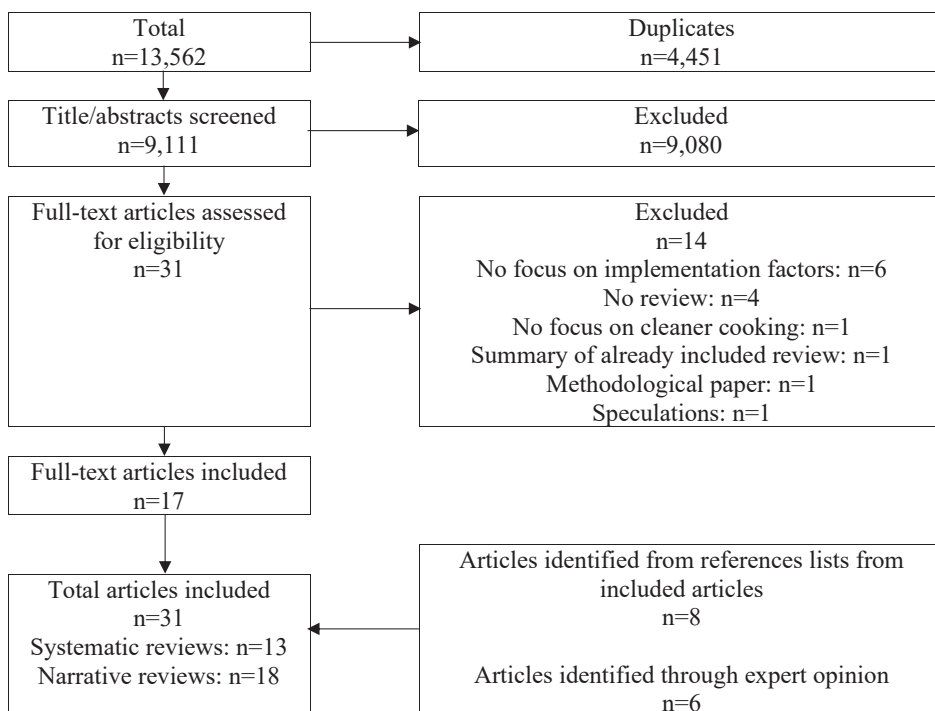 Total
n=13,562
Duplicates
n=4,451
Title/abstracts screened
n=9,111
Excluded
n=9,080
Full-text articles assessed
for eligibility
n=31
Excluded
n=14
No focus on implementation factors: n=6
No review: n=4
No focus on cleaner cooking: n=1
Summary of already included review: n=1
Methodological paper: n=1
Speculations: n=1
Full-text articles included
n=17
Total articles included
n=31
Systematic reviews: n=13
Narrative reviews: n=18
Articles identified from references lists from
included articles
n=8
Articles identified through expert opinion
n=6